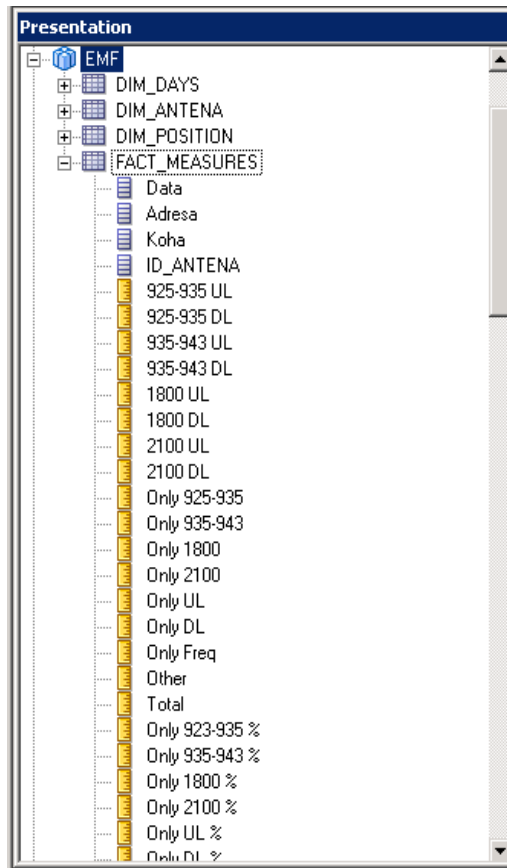 Presentation
EMF
DIM_DAYS
DIM_ANTENA
DIM_POSITION
FACT_MEASURES
Data
Adresa
Koha
ID_ANTENA
925-935 UL
925-935 DL
935-943 UL
935-943 DL
1800 UL
1800 DL
2100 UL
2100 DL
Only 925-935
Only 935-943
Only 1800
Only 2100
Only UL
Only DL
Only Freq
Other
Total
Only 923-935 %
Only 935-943 %
Only 1800 %
Only 2100 %
Only UL %
Only DL %